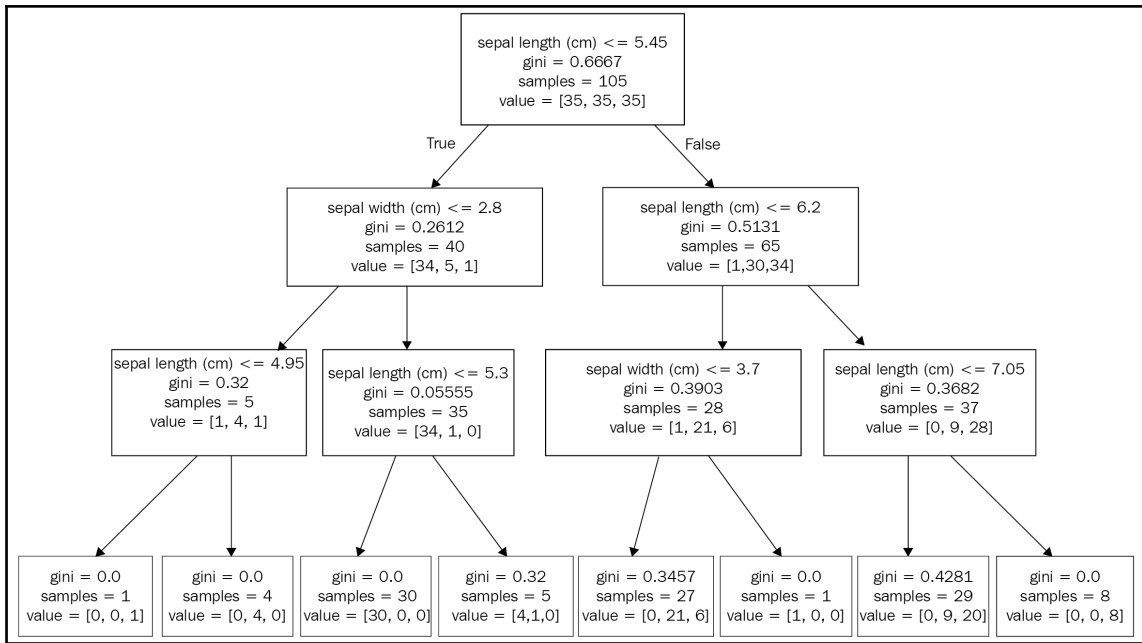 sepal length (cm) <= 5.45
gini = 0.6667
samples = 105
value = [35, 35, 35]
True
False
sepal width (cm) <= 2.8
gini = 0.2612
samples = 40
value = [34, 5, 1]
sepal length (cm) <= 6.2
gini = 0.5131
samples = 65
value = [1,30,34]
sepal length (cm) <= 4.95
gini = 0.32
samples = 5
value = [1, 4, 1]
sepal length (cm) <= 5.3
gini = 0.05555
samples = 35
value = [34, 1, 0]
sepal width (cm) <= 3.7
gini = 0.3903
samples = 28
value = [1, 21, 6]
sepal length (cm) <= 7.05
gini = 0.3682
samples = 37
value = [0, 9, 28]
gini = 0.0
samples = 1
value = [0, 0, 1]
gini = 0.0
samples = 4
value = [0, 4, 0]
gini = 0.0
samples = 30
value = [30, 0, 0]
gini = 0.32
samples = 5
value = [4,1,0]
gini = 0.3457
samples = 27
value = [0, 21, 6]
gini = 0.0
samples = 1
value = [1, 0, 0]
gini = 0.4281
samples = 29
value = [0, 9, 20]
gini = 0.0
samples = 8
value = [0, 0, 8]